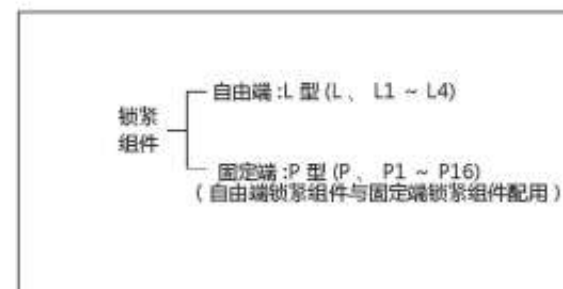 自由端 :L 型 (L 、 L1 ~ L4)
锁紧
组件
固定端 :P 型 (P 、 P1 ~ P16)
( 自由端锁紧组件与固定端锁紧组件配用 )